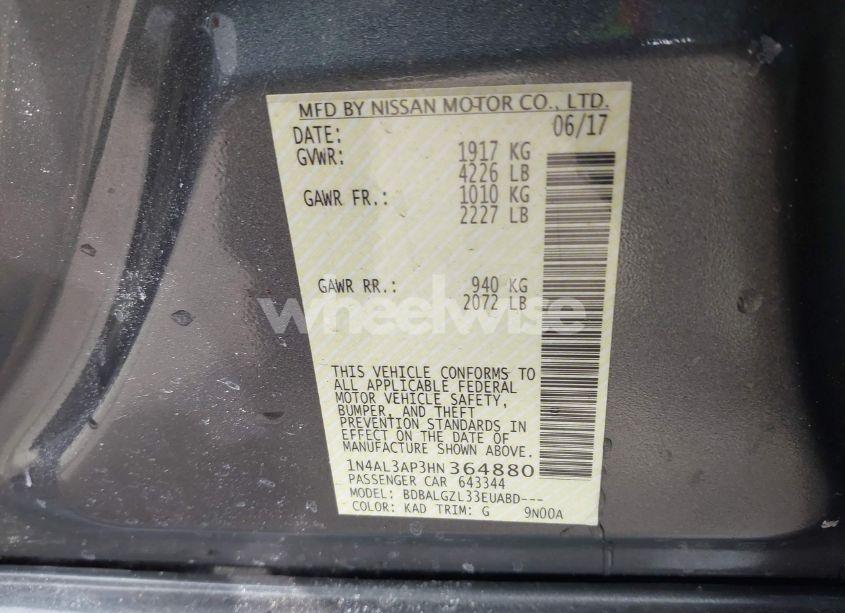 MFD BY NISSAN MOTOR CO., LTD.
DATE: 06/17
GVWR: 1917 KG
4226 LB
GAWR FR.: 1010 KG
2227 LB
GAWR RR.: 940 KG
2072 LB
wheelwise
THIS VEHICLE CONFORMS TO
ALL APPLICABLE FEDERAL
MOTOR VEHICLE SAFETY,
BUMPER, AND THEFT
PREVENTION STANDARDS IN
EFFECT ON THE DATE OF
MANUFACTURE SHOWN ABOVE.
1N4AL3AP3HN 364880
PASSENGER CAR 643344
MODEL: BDBALGZL33EUABD---
COLOR: KAD TRIM: G 9N00A